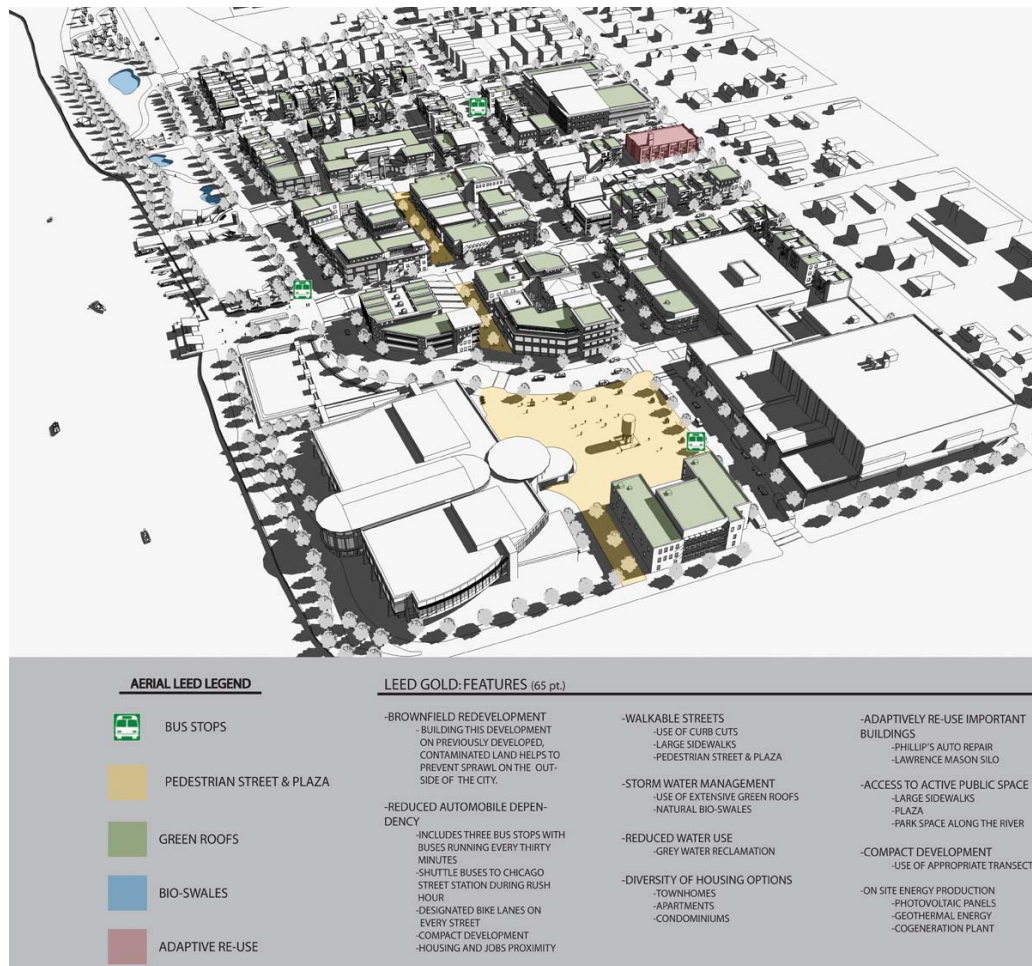 AERIAL LEED LEGEND
BUS STOPS
PEDESTRIAN STREET & PLAZA
GREEN ROOFS
BIO-SWALES
ADAPTIVE RE-USE
LEED GOLD: FEATURES (65 pt.)
-BROWNFIELD REDEVELOPMENT
- BUILDING THIS DEVELOPMENT
ON PREVIOUSLY DEVELOPED,
CONTAMINATED LAND HELPS TO
PREVENT SPRAWL ON THE OUT-
SIDE OF THE CITY.
-REDUCED AUTOMOBILE DEPEN-
DENCY
-INCLUDES THREE BUS STOPS WITH
BUSES RUNNING EVERY THIRTY
MINUTES
-SHUTTLE BUSES TO CHICAGO
STREET STATION DURING RUSH
HOUR
-DESIGNATED BIKE LANES ON
EVERY STREET
-COMPACT DEVELOPMENT
-HOUSING AND JOBS PROXIMITY
-WALKABLE STREETS
-USE OF CURB CUTS
-LARGE SIDEWALKS
-PEDESTRIAN STREET & PLAZA
-STORM WATER MANAGEMENT
-USE OF EXTENSIVE GREEN ROOFS
-NATURAL BIO-SWALES
-REDUCED WATER USE
-GREY WATER RECLAMATION
-DIVERSITY OF HOUSING OPTIONS
-TOWNHOMES
-APARTMENTS
-CONDOMINIUMS
-ADAPTIVELY RE-USE IMPORTANT
BUILDINGS
-PHILLIP'S AUTO REPAIR
-LAWRENCE MASON SILO
-ACCESS TO ACTIVE PUBLIC SPACE
-LARGE SIDEWALKS
-PLAZA
-PARK SPACE ALONG THE RIVER
-COMPACT DEVELOPMENT
-USE OF APPROPRIATE TRANSECT
-ON SITE ENERGY PRODUCTION
-PHOTOVOLTAIC PANELS
-GEOTHERMAL ENERGY
-COGENERATION PLANT